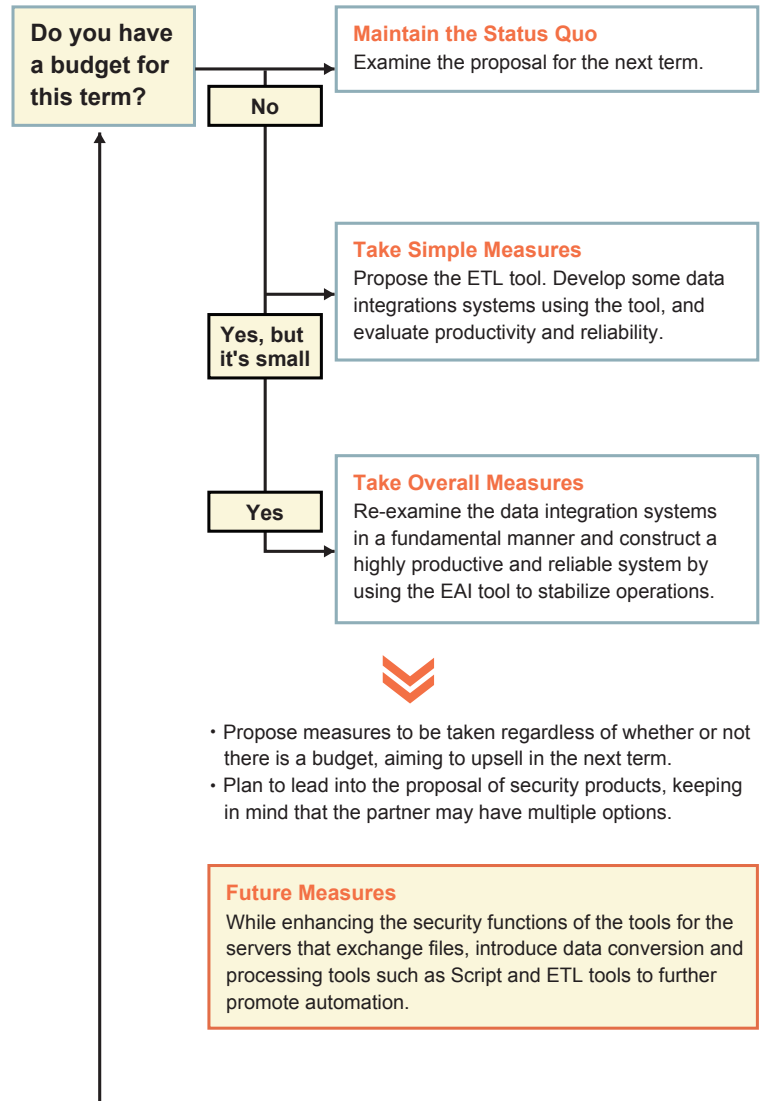 Do you have
a budget for
this term?
Maintain the Status Quo
Examine the proposal for the next term.
No
Take Simple Measures
Propose the ETL tool. Develop some data
integrations systems using the tool, and
evaluate productivity and reliability.
Yes, but
it's small
Take Overall Measures
Re-examine the data integration systems
in a fundamental manner and construct a
highly productive and reliable system by
using the EAI tool to stabilize operations.
Yes
・Propose measures to be taken regardless of whether or not
there is a budget, aiming to upsell in the next term.
・Plan to lead into the proposal of security products, keeping
in mind that the partner may have multiple options.
Future Measures
While enhancing the security functions of the tools for the
servers that exchange files, introduce data conversion and
processing tools such as Script and ETL tools to further
promote automation.